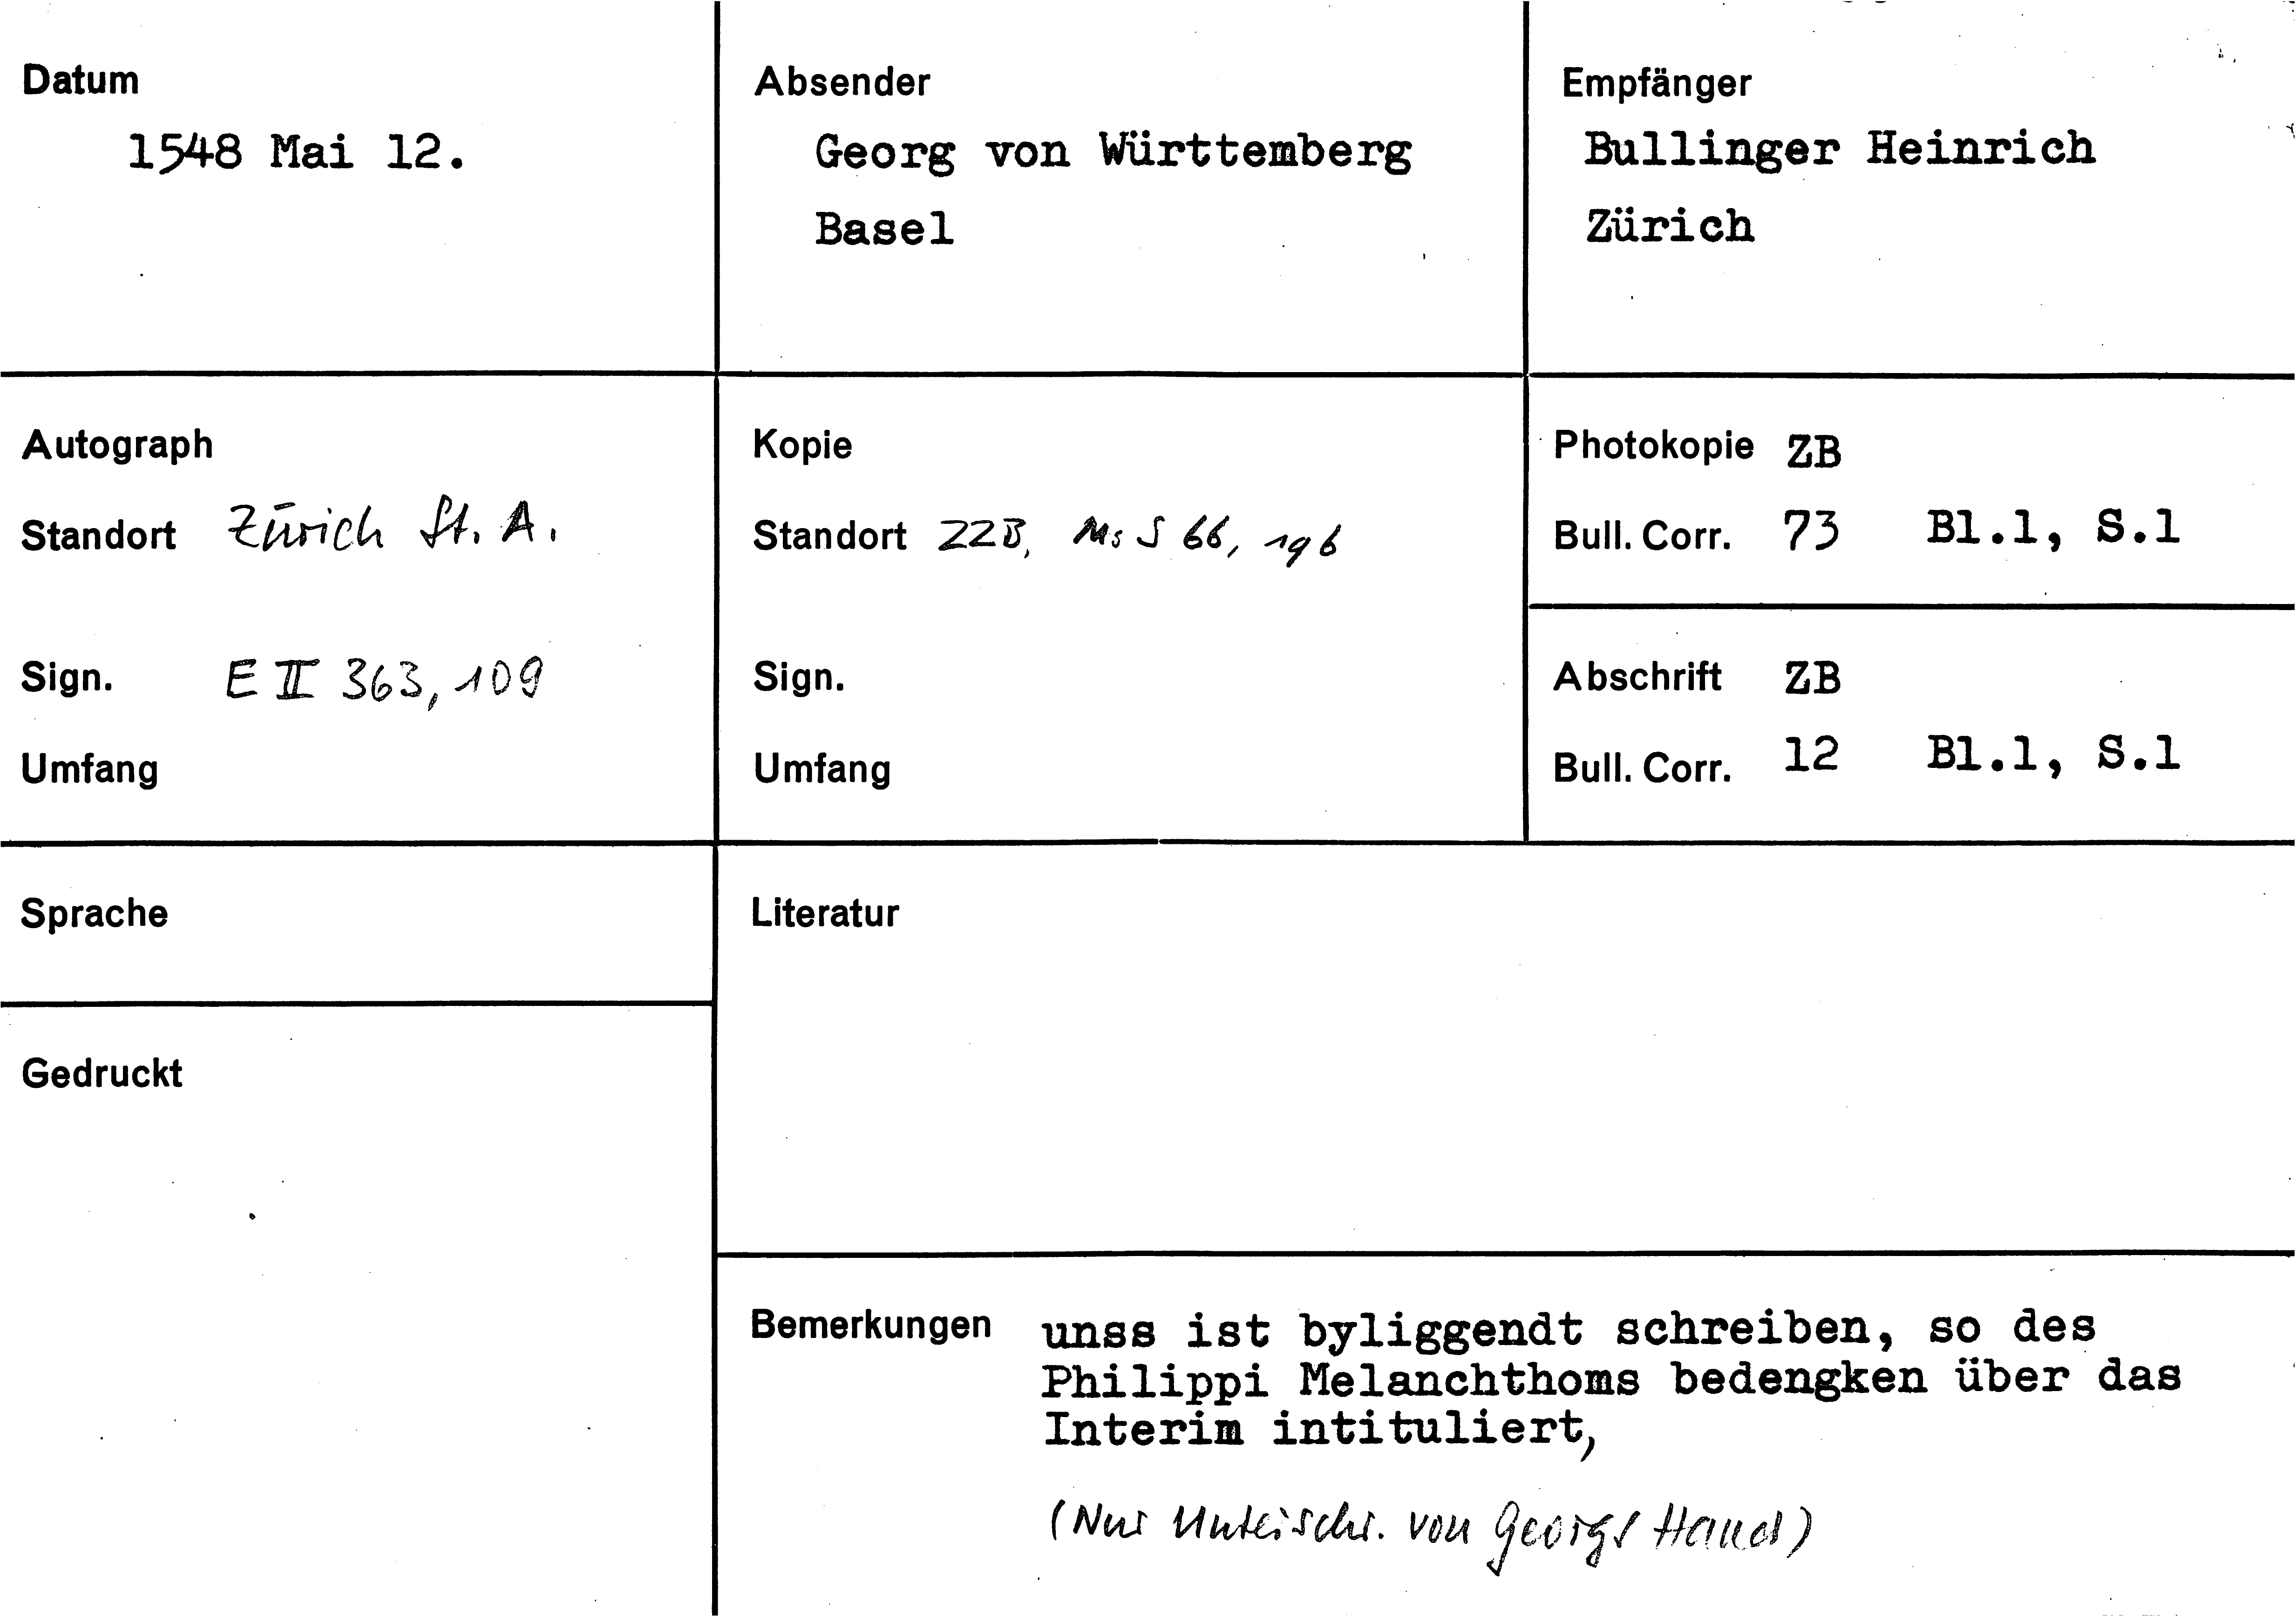 Datum
1548 Mai 12.
Absender
Georg von Württemberg
Basel
Empfänger
Bullinger Heinrich
Zürich
Autograph
Standort Zürich St. A.
Sign. E II 363, 109
Umfang
Kopie
Standort ZZB, Ms S 66, 196
Sign.
Umfang
Photokopie ZB
Bull. Corr. 73 Bl.1, S.1
Abschrift ZB
Bull. Corr. 12 Bl.1, S.1
Sprache
Literatur
Gedruckt
Bemerkungen unss ist byliggendt schreiben, so des
Philippi Melanchthoms bedengken über das
Interim intituliert,
(Nur Unterschr. von Georgs Hand)